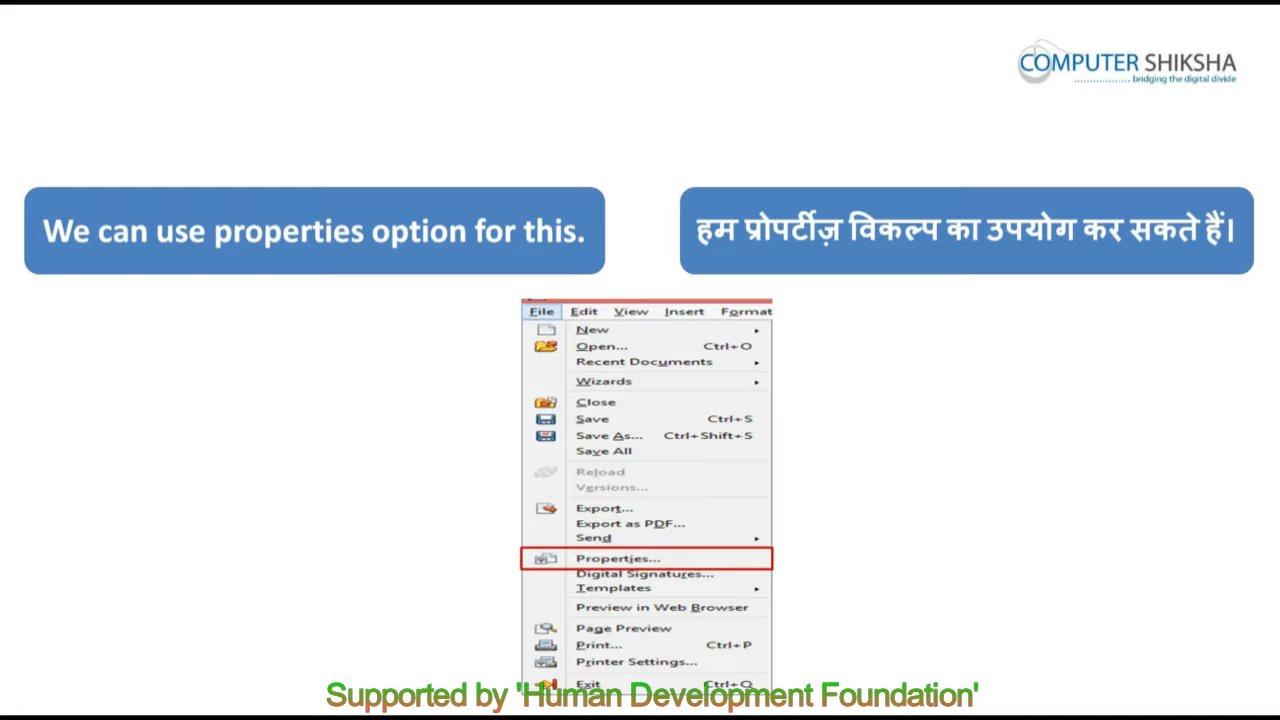 COMPUTER SHIKSHA
bridging the digital divide
We can use properties option for this.
हम प्रोपर्टीज़ विकल्प का उपयोग कर सकते हैं।
File Edit View Insert Format
New
Open... Ctrl+O
Recent Documents
Wizards
Close
Save Ctrl+S
Save As... Ctrl+Shift+S
Save All
Reload
Versions...
Export...
Export as PDF...
Send
Properties...
Digital Signatures...
Templates
Preview in Web Browser
Page Preview
Print... Ctrl+P
Printer Settings...
Exit Ctrl+Q
Supported by 'Human Development Foundation'